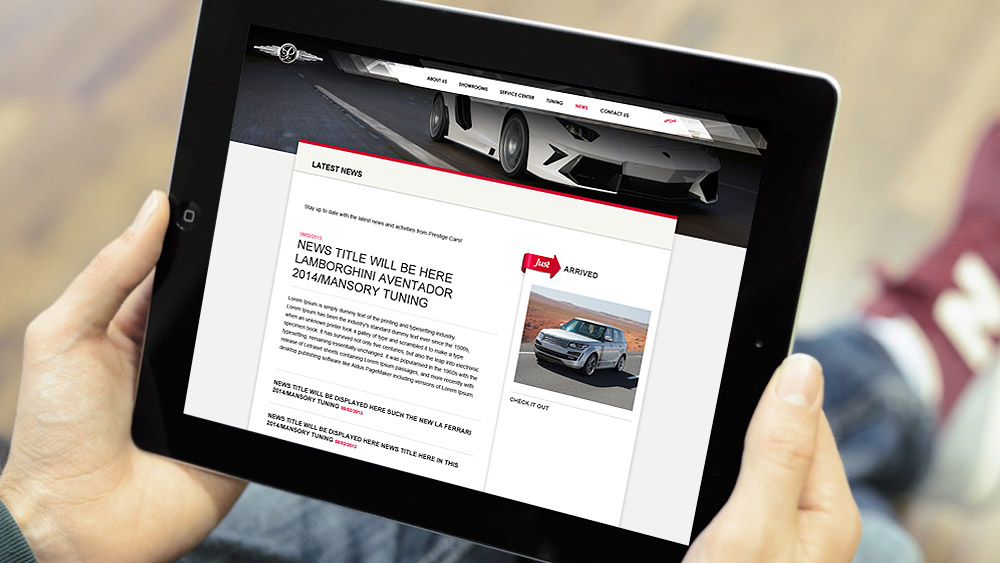 ABOUT US
SHOWROOMS
SERVICE CENTER
TUNING
NEWS
CONTACT US
LATEST NEWS
Stay up to date with the latest news and activities from Prestige Cars!
06/02/2013
NEWS TITLE WILL BE HERE
LAMBORGHINI AVENTADOR
2014/MANSORY TUNING
Lorem Ipsum is simply dummy text of the printing and typesetting industry.
Lorem Ipsum has been the industry's standard dummy text ever since the 1500s,
when an unknown printer took a galley of type and scrambled it to make a type
specimen book. It has survived not only five centuries, but also the leap into electronic
typesetting, remaining essentially unchanged. It was popularised in the 1960s with the
release of Letraset sheets containing Lorem Ipsum passages, and more recently with
desktop publishing software like Aldus PageMaker including versions of Lorem Ipsum
NEWS TITLE WILL BE DISPLAYED HERE SUCH THE NEW LA FERRARI
2014/MANSORY TUNING 06/02/2013
NEWS TITLE WILL BE DISPLAYED HERE NEWS TITLE HERE IN THIS
2014/MANSORY TUNING 06/02/2013
Just ARRIVED
CHECK IT OUT